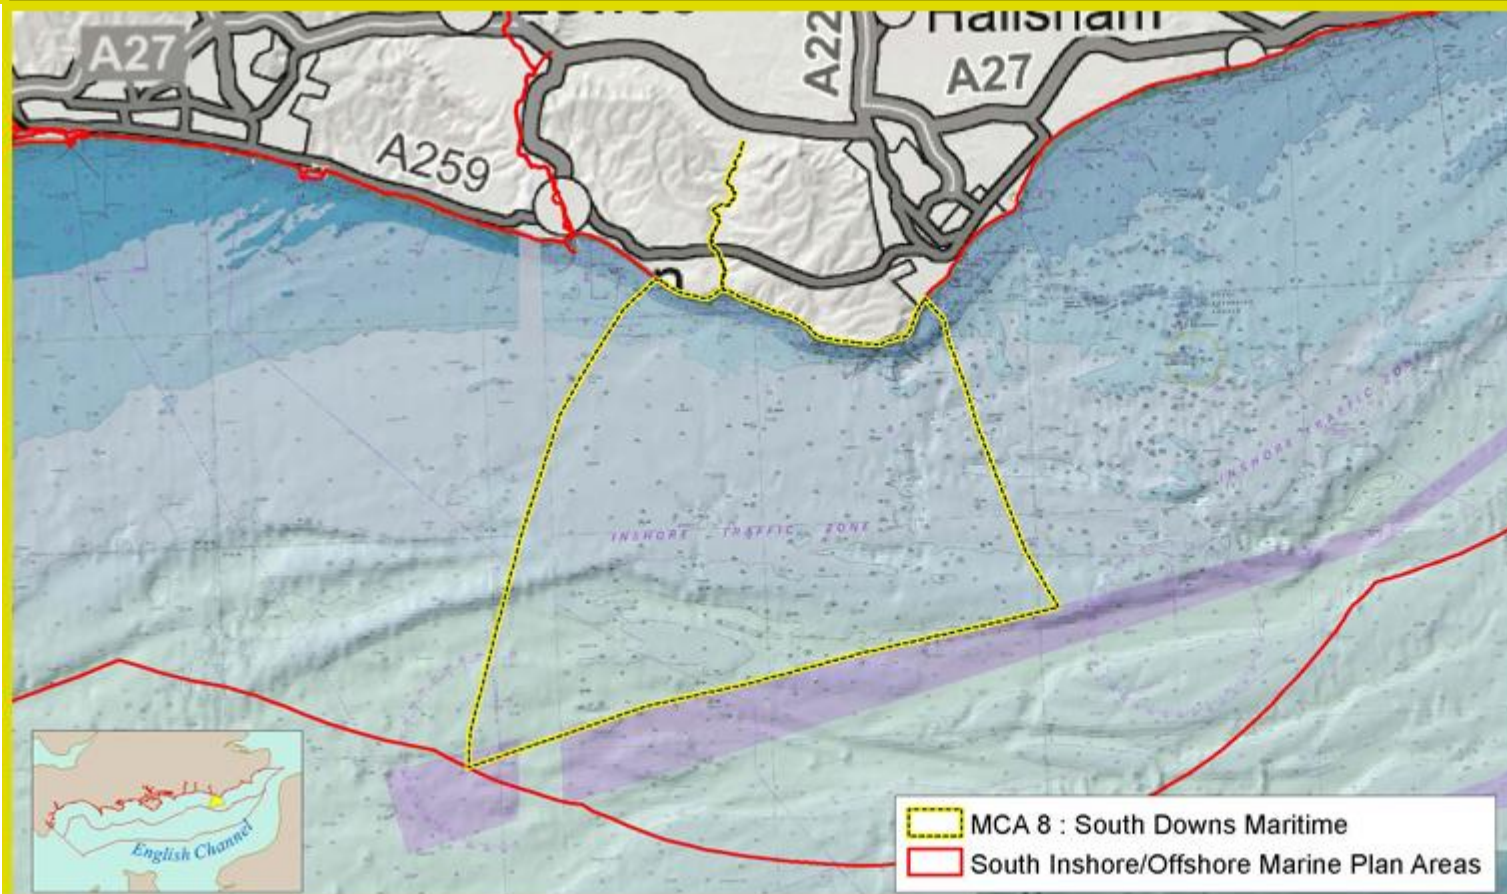 A27
A22
Hailsham
A27
A259
n
INSHORE TRAFFIC ZONE
INSHORE TRAFFIC ZONE
English Channel
MCA 8 : South Downs Maritime
South Inshore/Offshore Marine Plan Areas